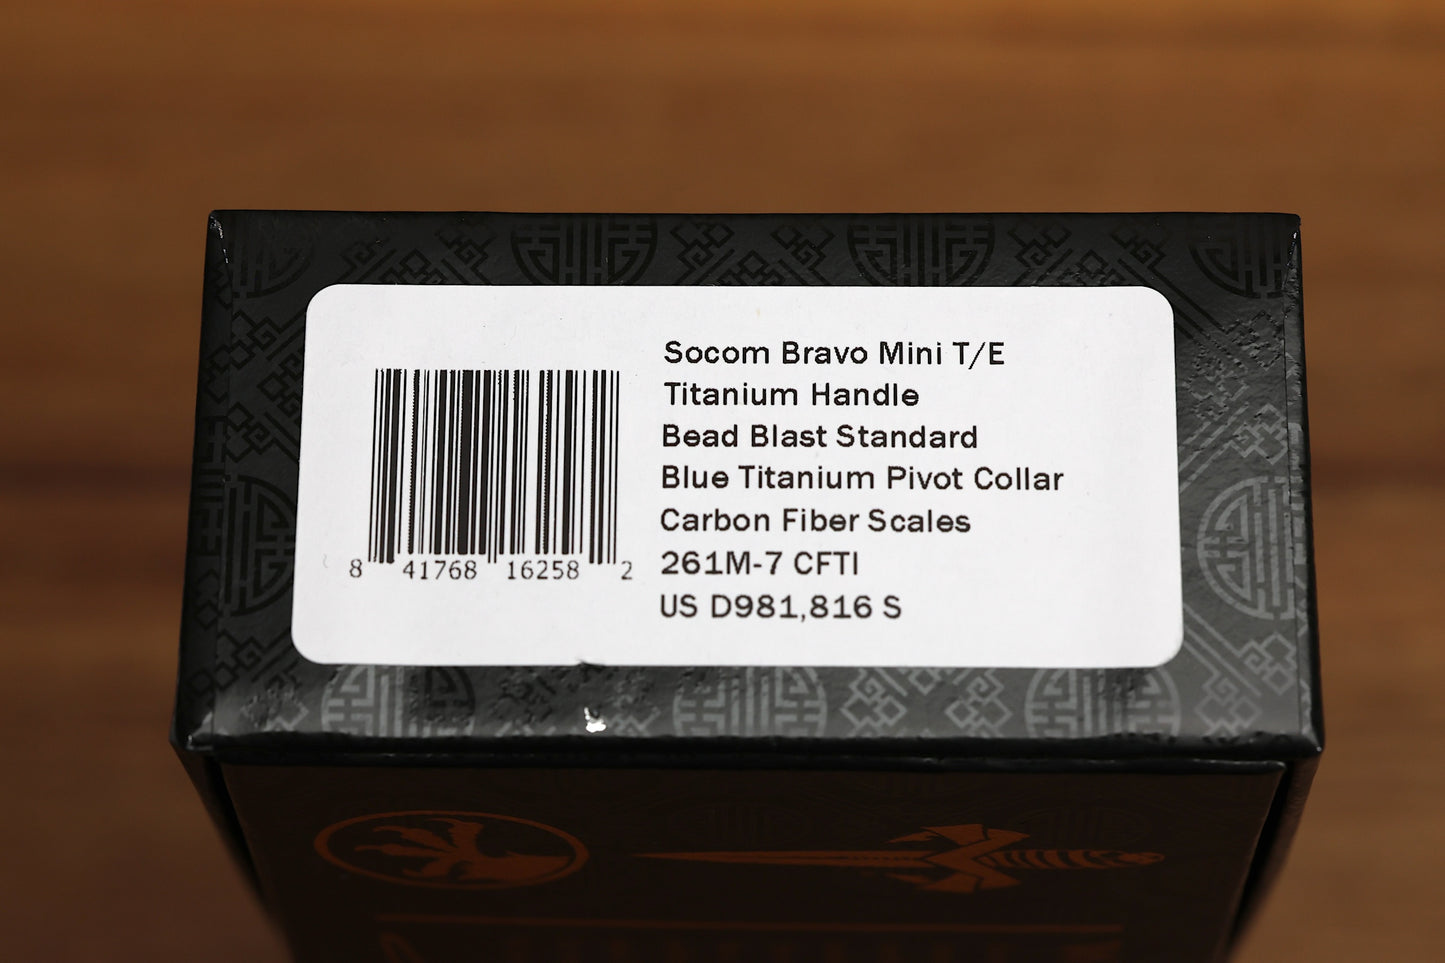 Socom Bravo Mini T/E
Titanium Handle
Bead Blast Standard
Blue Titanium Pivot Collar
Carbon Fiber Scales
261M-7 CFTI
US D981,816 S
8 41768 16258 2